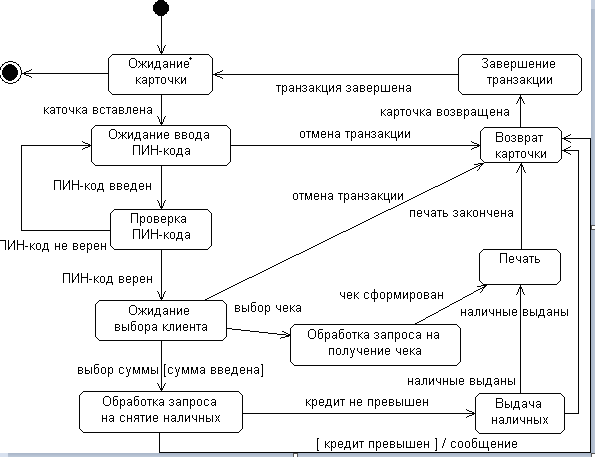 Ожидание
карточки
Завершение
транзакции
транзакция завершена
каточка вставлена
карточка возвращена
Ожидание ввода
ПИН-кода
отмена транзакции
Возврат
карточки
ПИН-код введен
отмена транзакции
печать закончена
Проверка
ПИН-кода
ПИН-код не верен
ПИН-код верен
Печать
чек сформирован
Ожидание
выбора клиента
выбор чека
наличные выданы
Обработка запроса на
получение чека
выбор суммы [сумма введена]
наличные выданы
Обработка запроса
на снятие наличных
кредит не превышен
Выдача
наличных
[ кредит превышен ] / сообщение